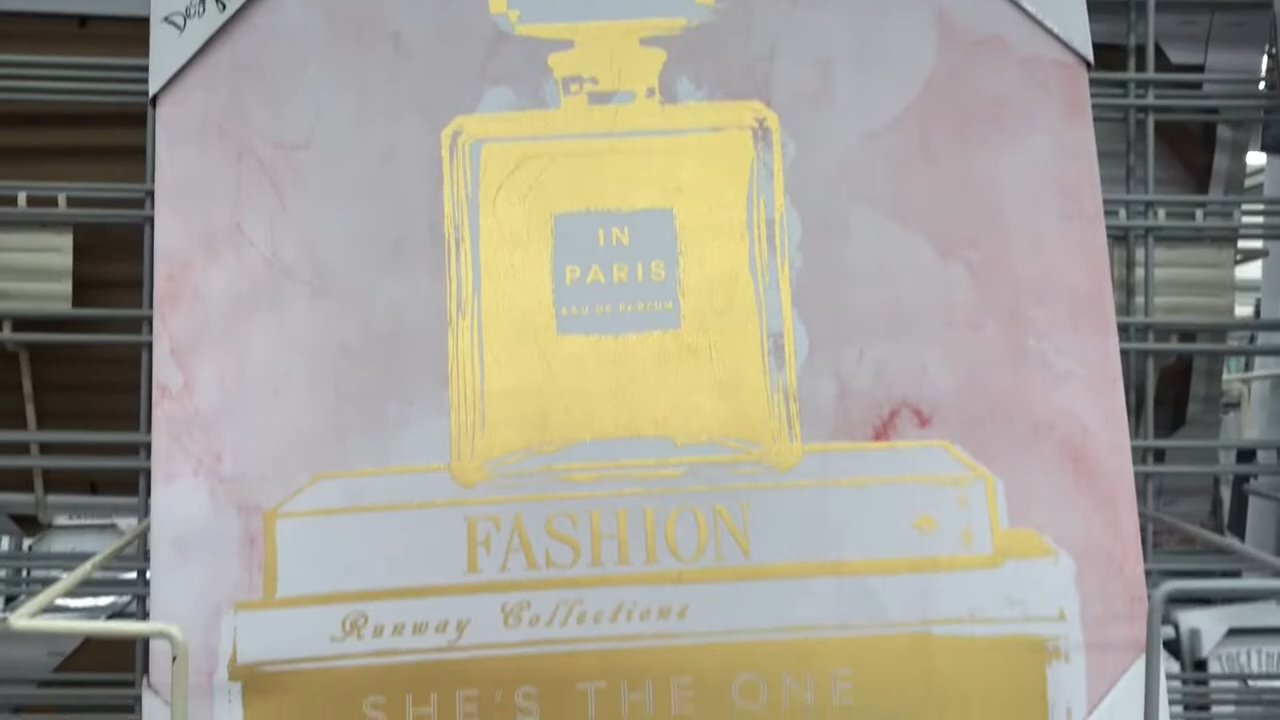 IN
PARIS
EAU DE PARFUM
FASHION
Runway Collections
SHE'S THE ONE